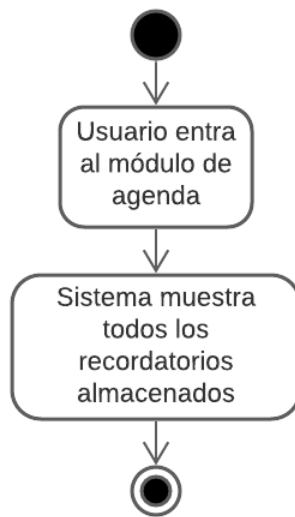 Usuario entra
al módulo de
agenda
Sistema muestra
todos los
recordatorios
almacenados